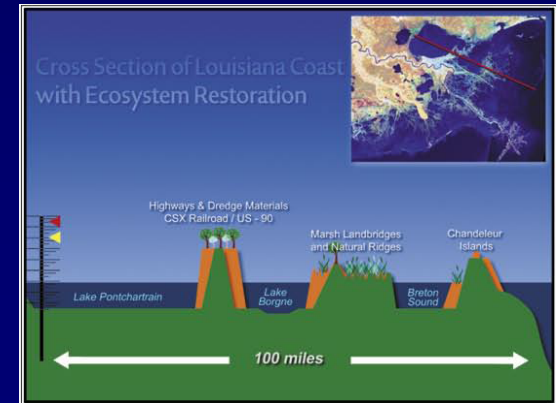 Cross Section of Louisiana Coast
with Ecosystem Restoration
Highways & Dredge Materials
CSX Railroad / US - 90
Marsh Landbridges
and Natural Ridges
Chandeleur
Islands
Lake Pontchartrain
Lake
Borgne
Breton
Sound
100 miles